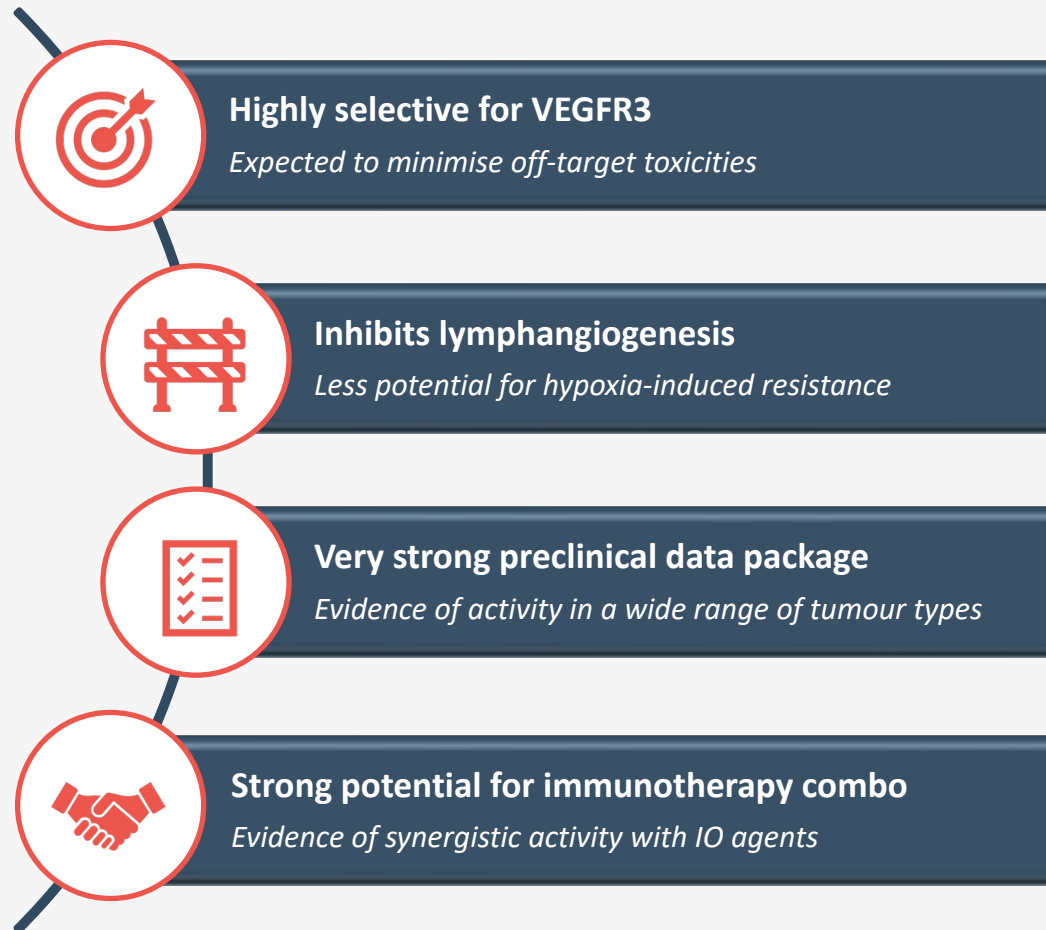 Highly selective for VEGFR3
Expected to minimise off-target toxicities
Inhibits lymphangiogenesis
Less potential for hypoxia-induced resistance
Very strong preclinical data package
Evidence of activity in a wide range of tumour types
Strong potential for immunotherapy combo
Evidence of synergistic activity with IO agents